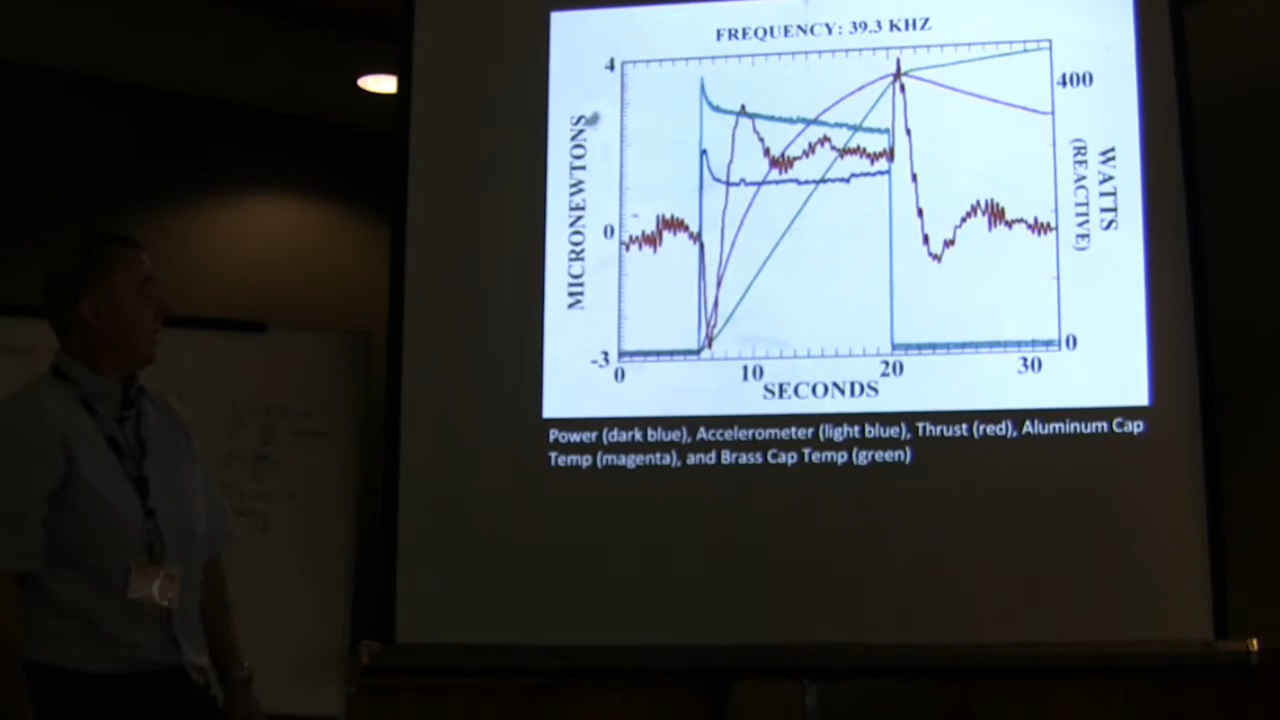 FREQUENCY: 39.3 KHZ
4
400
MICRONEWTONS
0
WATTS
(REACTIVE)
-3
0
0
10
20
30
SECONDS
Power (dark blue), Accelerometer (light blue), Thrust (red), Aluminum Cap
Temp (magenta), and Brass Cap Temp (green)